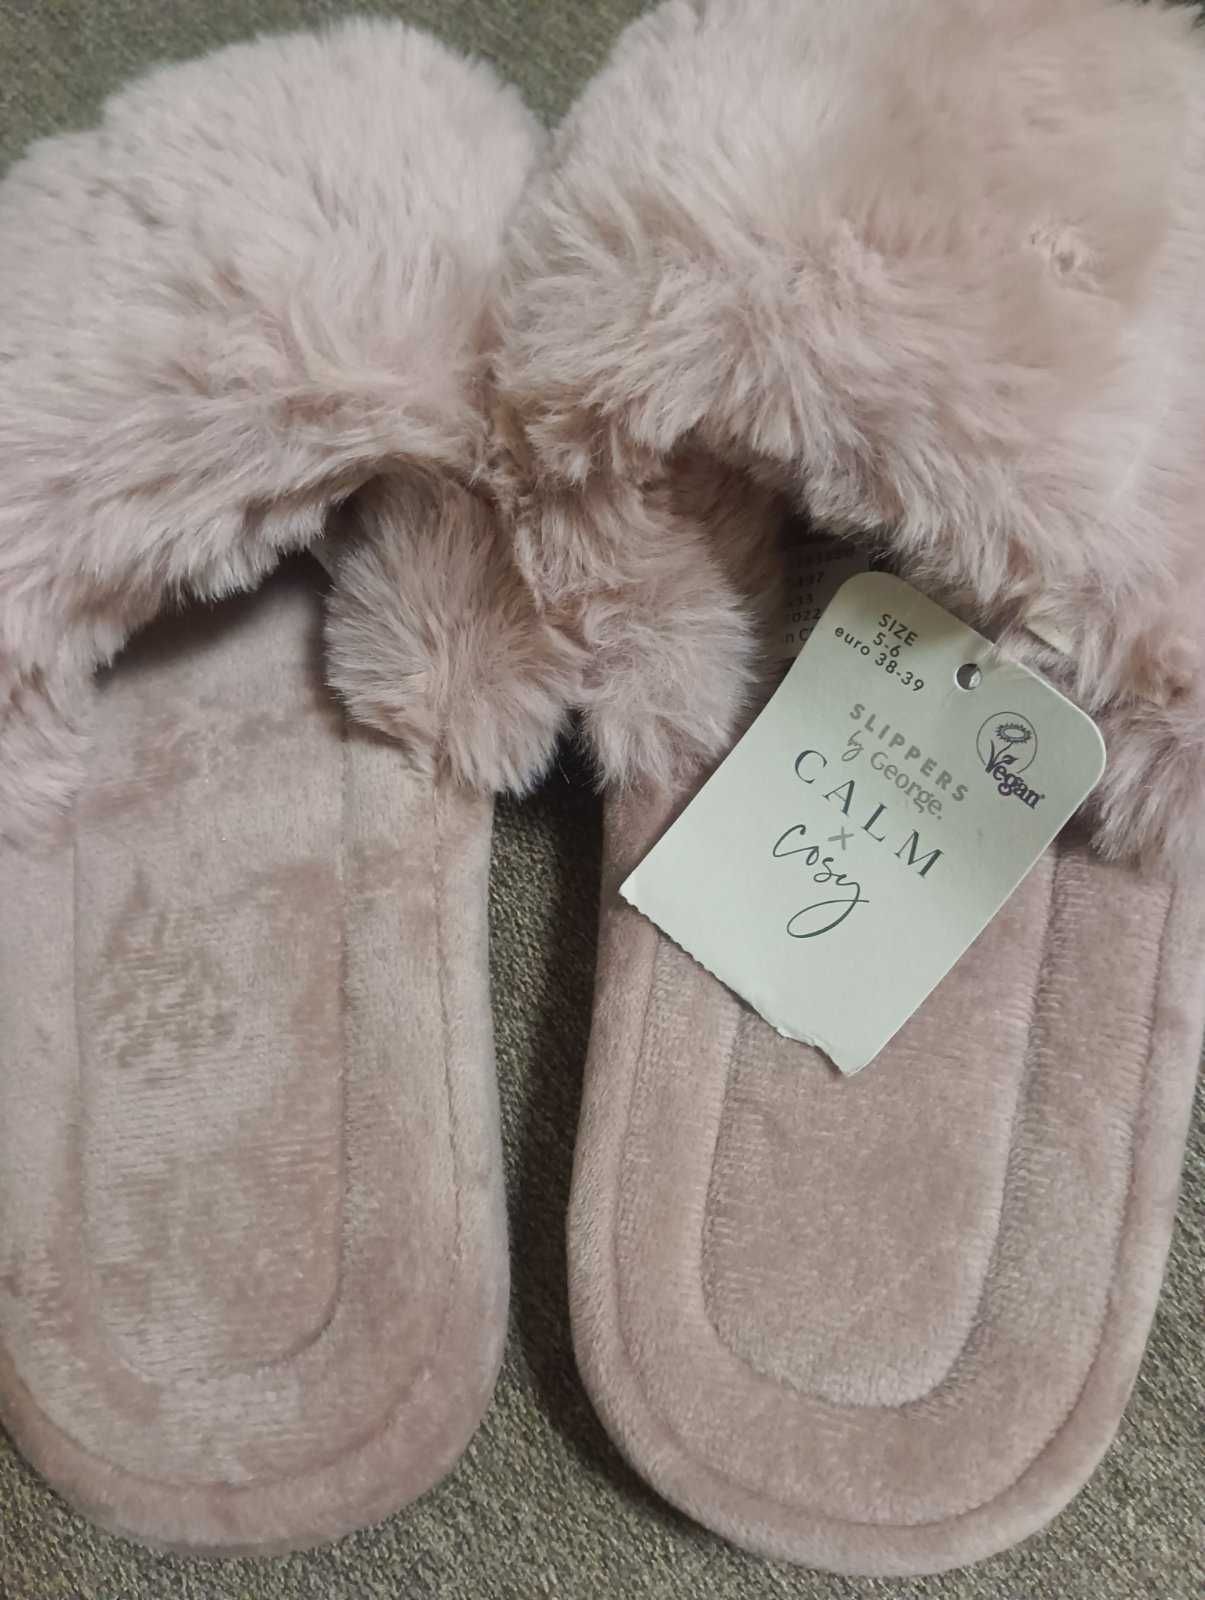 SIZE
5-6
euro 38-39
SLIPPERS
by George.
CALM
x
cosy
Vegan